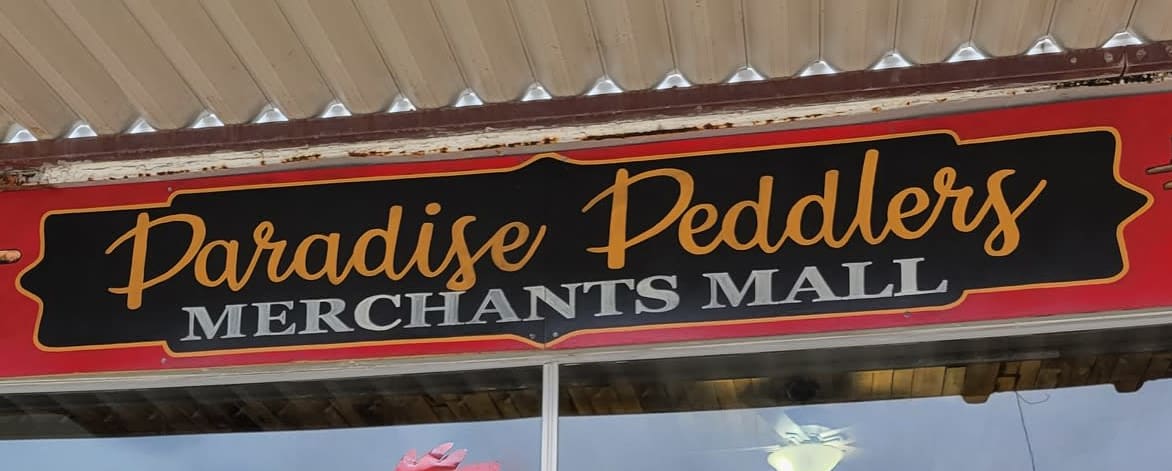 Paradise Peddlers
MERCHANTS MALL